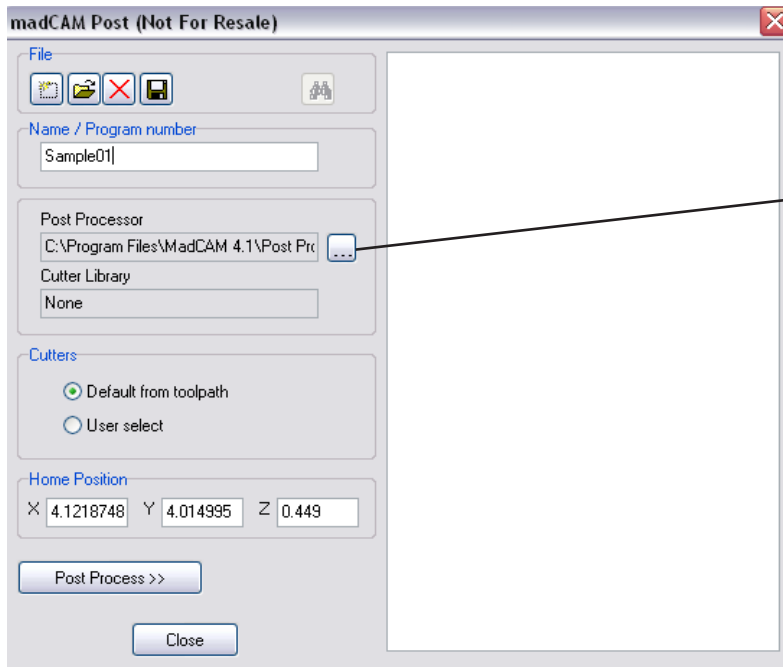 madCAM Post (Not For Resale)
File
Name / Program number
Sample01
Post Processor
C:\Program Files\MadCAM 4.1\Post Pro
...
Cutter Library
None
Cutters
Default from toolpath
User select
Home Position
X 4.1218748 Y 4.014995 Z 0.449
Post Process >>
Close